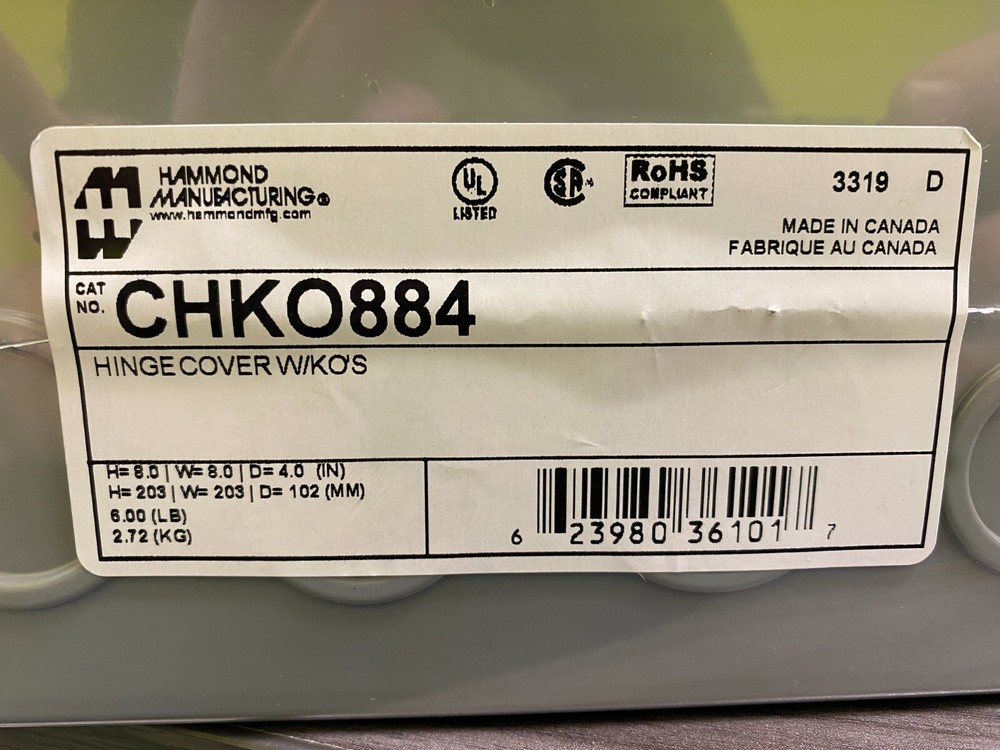 HAMMOND
MANUFACTURING®
www.hammondmfg.com
UL
LISTED
SA
RoHS
COMPLIANT
3319 D
MADE IN CANADA
FABRIQUE AU CANADA
CAT
NO. CHKO884
HINGE COVER W/KO'S
H= 8.0 | W= 8.0 | D= 4.0 (IN)
H= 203 | W= 203 | D= 102 (MM)
6.00 (LB)
2.72 (KG)
6 23980 36101 7